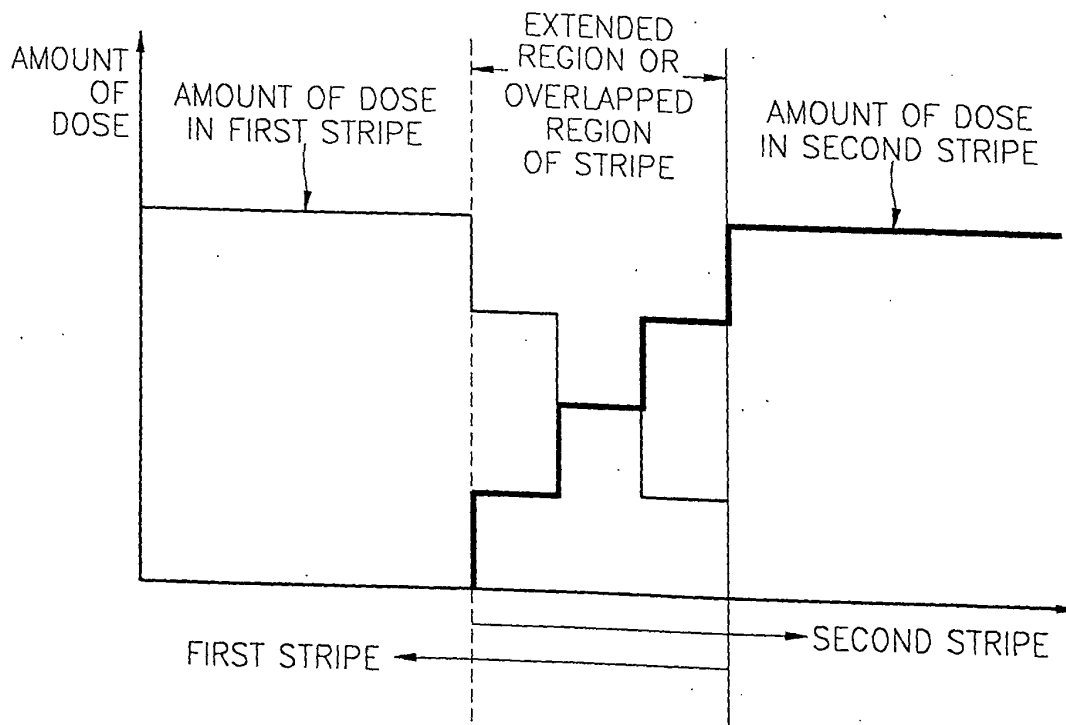 AMOUNT
OF
DOSE
AMOUNT OF DOSE
IN FIRST STRIPE
EXTENDED
REGION OR
OVERLAPPED
REGION
OF STRIPE
AMOUNT OF DOSE
IN SECOND STRIPE
SECOND STRIPE
FIRST STRIPE